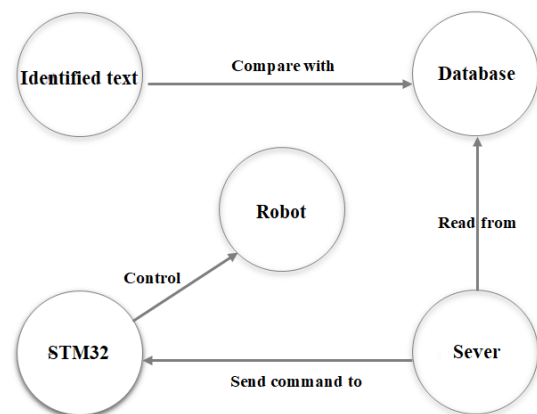 Identified text
Compare with
Database
Robot
Read from
Control
STM32
Sever
Send command to